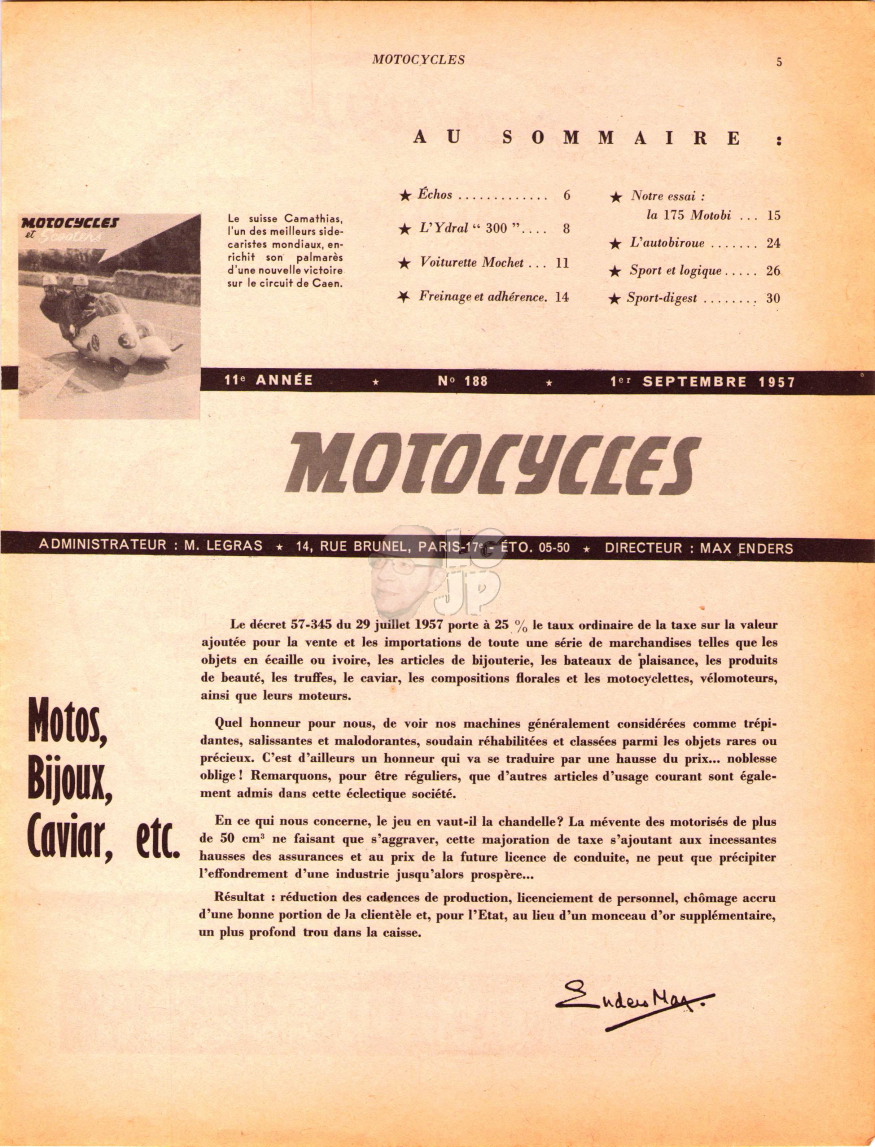 MOTOCYCLES
5
AU SOMMAIRE :
★ Échos ............. 6
★ L'Ydral “ 300 ”.... 8
★ Voiturette Mochet ... 11
★ Freinage et adhérence. 14
★ Notre essai :
la 175 Motobi ... 15
★ L'autobiroue ....... 24
★ Sport et logique ..... 26
★ Sport-digest ........ 30
MOTOCYCLES
et Scooters
Le suisse Camathias,
l'un des meilleurs side-
caristes mondiaux, en-
richit son palmarès
d'une nouvelle victoire
sur le circuit de Caen.
11e ANNÉE ★ No 188 ★ 1er SEPTEMBRE 1957
MOTOCYCLES
ADMINISTRATEUR : M. LEGRAS ★ 14, RUE BRUNEL, PARIS-17e - ÉTO. 05-50 ★ DIRECTEUR : MAX ENDERS
LG
JP
Motos,
Bijoux,
Caviar, etc.
Le décret 57-345 du 29 juillet 1957 porte à 25 % le taux ordinaire de la taxe sur la valeur
ajoutée pour la vente et les importations de toute une série de marchandises telles que les
objets en écaille ou ivoire, les articles de bijouterie, les bateaux de plaisance, les produits
de beauté, les truffes, le caviar, les compositions florales et les motocyclettes, vélomoteurs,
ainsi que leurs moteurs.
Quel honneur pour nous, de voir nos machines généralement considérées comme trépi-
dantes, salissantes et malodorantes, soudain réhabilitées et classées parmi les objets rares ou
précieux. C'est d'ailleurs un honneur qui va se traduire par une hausse du prix... noblesse
oblige ! Remarquons, pour être réguliers, que d'autres articles d'usage courant sont égale-
ment admis dans cette éclectique société.
En ce qui nous concerne, le jeu en vaut-il la chandelle ? La mévente des motorisés de plus
de 50 cm³ ne faisant que s'aggraver, cette majoration de taxe s'ajoutant aux incessantes
hausses des assurances et au prix de la future licence de conduite, ne peut que précipiter
l'effondrement d'une industrie jusqu'alors prospère...
Résultat : réduction des cadences de production, licenciement de personnel, chômage accru
d'une bonne portion de la clientèle et, pour l'Etat, au lieu d'un monceau d'or supplémentaire,
un plus profond trou dans la caisse.
Enders Max.